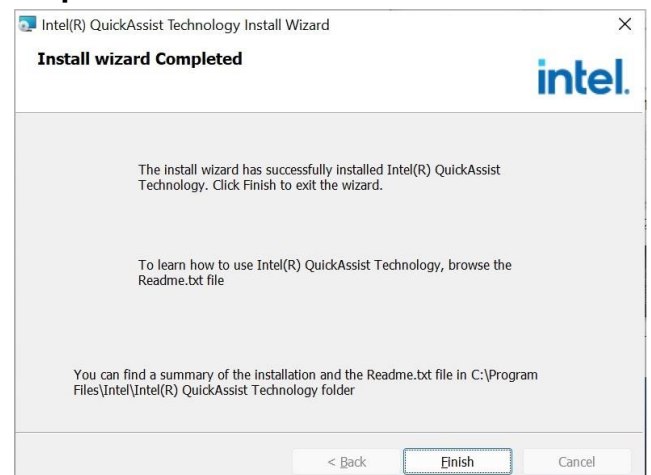 Intel(R) QuickAssist Technology Install Wizard
Install wizard Completed
intel.
The install wizard has successfully installed Intel(R) QuickAssist
Technology. Click Finish to exit the wizard.
To learn how to use Intel(R) QuickAssist Technology, browse the
Readme.txt file
You can find a summary of the installation and the Readme.txt file in C:\Program
Files\Intel\Intel(R) QuickAssist Technology folder
< Back Finish Cancel